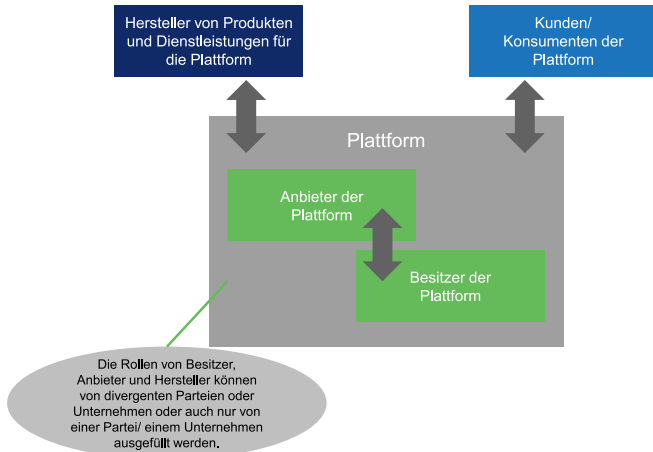 Hersteller von Produkten
und Dienstleistungen für
die Plattform
Kunden/
Konsumenten der
Plattform
Plattform
Anbieter der
Plattform
Besitzer der
Plattform
Die Rollen von Besitzer,
Anbieter und Hersteller können
von divergenten Parteien oder
Unternehmen oder auch nur von
einer Partei/ einem Unternehmen
ausgefüllt werden.